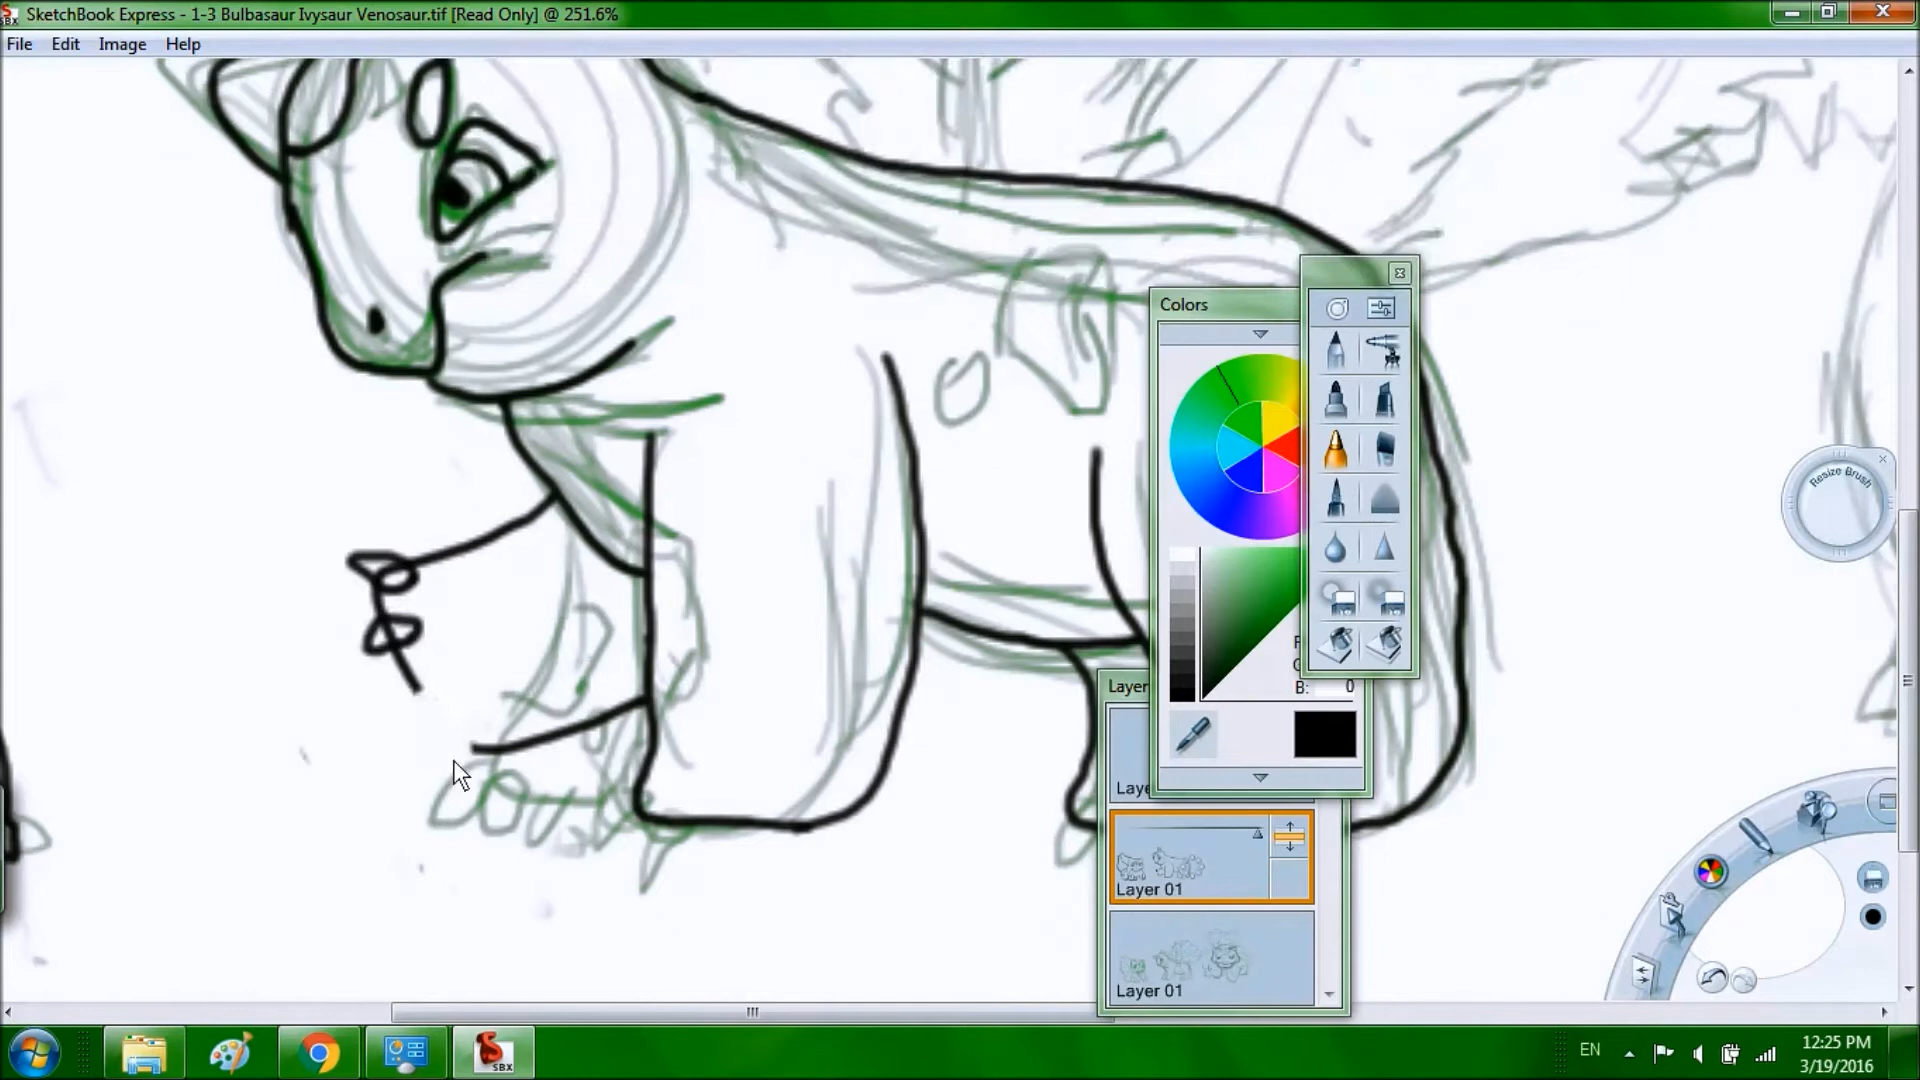 SketchBook Express - 1-3 Bulbasaur Ivysaur Venosaur.tif [Read Only] @ 251.6%
File Edit Image Help
Colors
Resize Brush
B: 0
Layer
Layer 01
Layer 01
SBX
EN
12:25 PM
3/19/2016